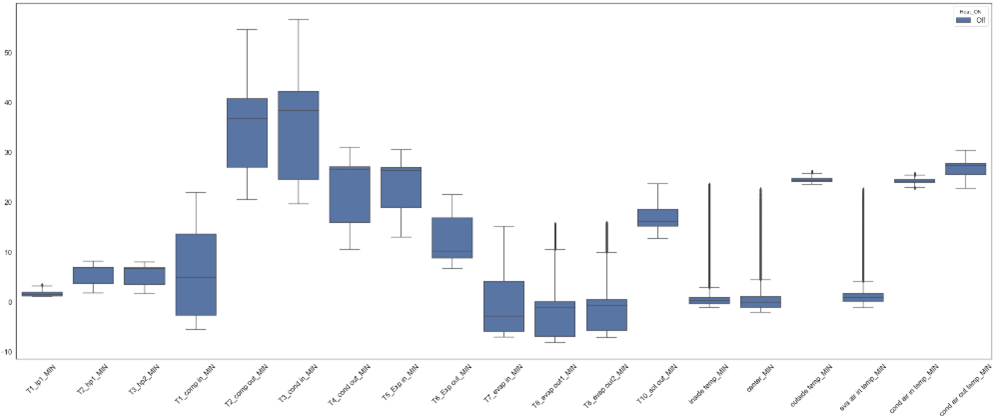 Heat_ON
Off
50
40
30
20
10
0
-10
T1_lp1_MIN
T2_hp1_MIN
T3_hp2_MIN
T1_comp in_MIN
T2_comp out_MIN
T3_cond in_MIN
T4_cond out_MIN
T5_Exp in_MIN
T6_Exp out_MIN
T7_evap in_MIN
T8_evap out1_MIN
T8_evap out2_MIN
T10_acl out_MIN
inside temp_MIN
center_MIN
outside temp_MIN
eva air in temp_MIN
cond air in temp_MIN
cond air out temp_MIN